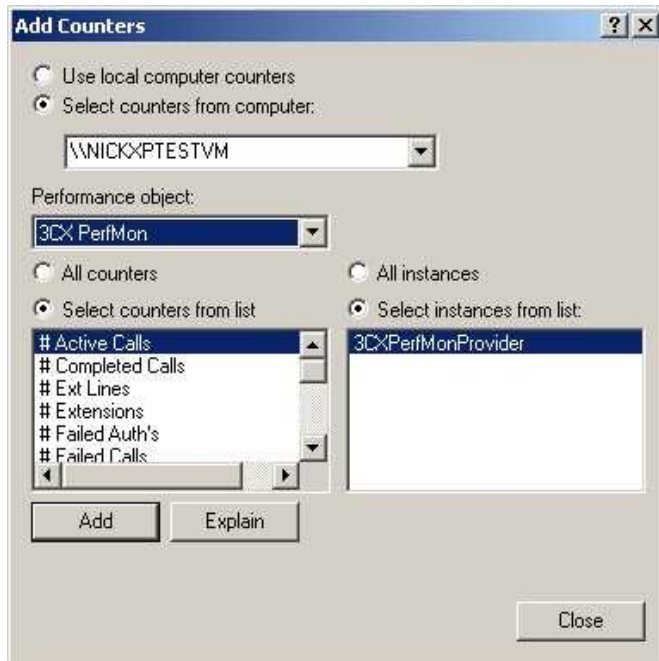 Add Counters
Use local computer counters
Select counters from computer:
\\NICKXPTESTVM
Performance object:
3CX PerfMon
All counters
All instances
Select counters from list
Select instances from list:
# Active Calls
# Completed Calls
# Ext Lines
# Extensions
# Failed Auth's
# Failed Calls
3CXPerfMonProvider
Add
Explain
Close